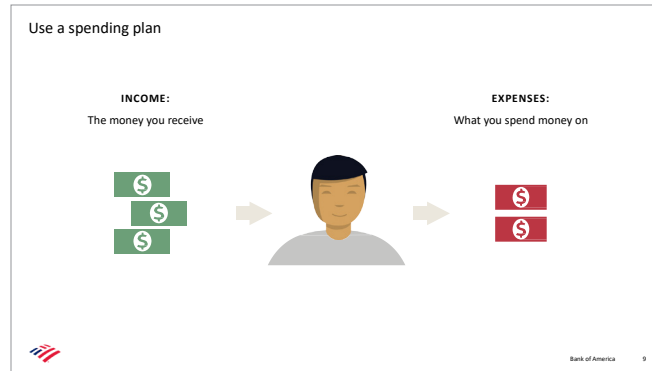 Use a spending plan
INCOME:
The money you receive
EXPENSES:
What you spend money on
$
$
$
$
$
Bank of America 9